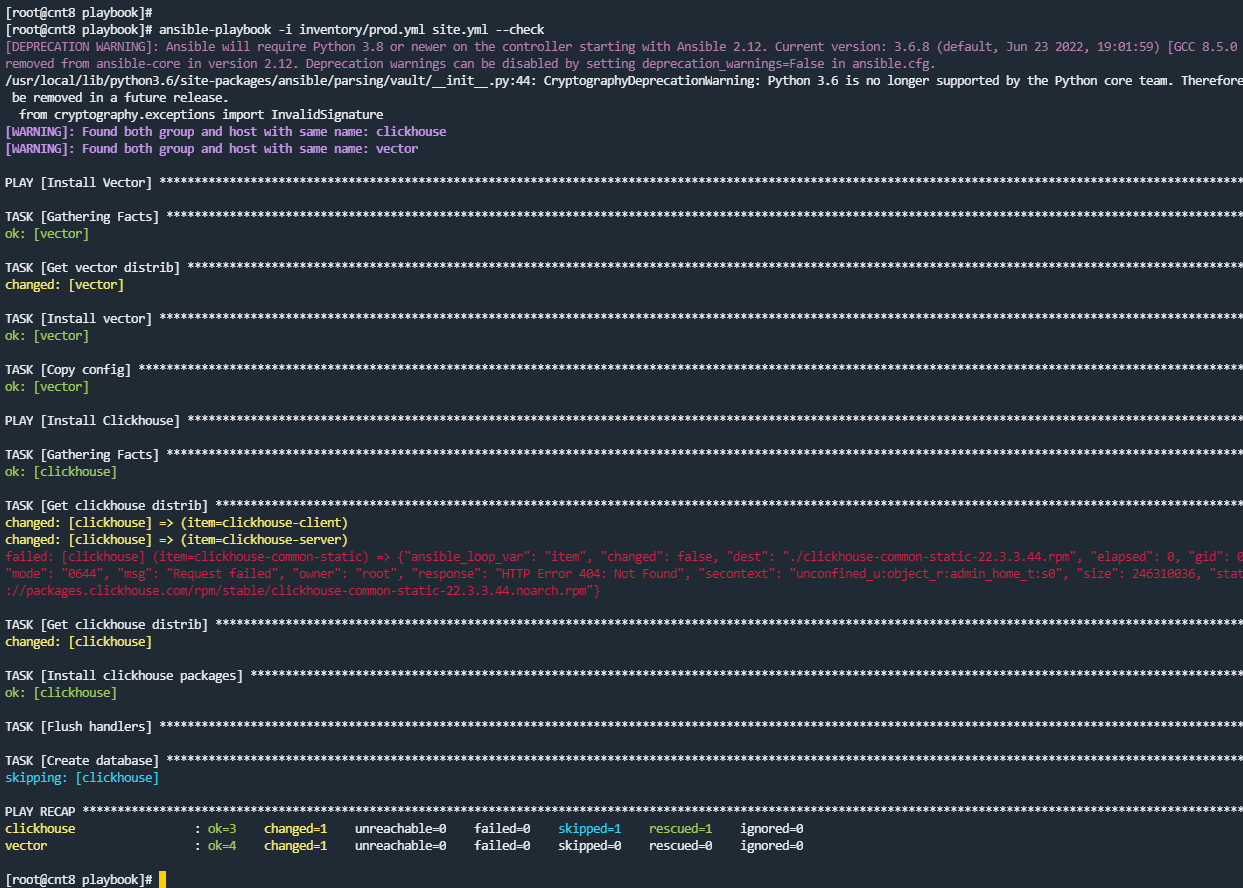 [root@cnt8 playbook]#
[root@cnt8 playbook]# ansible-playbook -i inventory/prod.yml site.yml --check
[DEPRECATION WARNING]: Ansible will require Python 3.8 or newer on the controller starting with Ansible 2.12. Current version: 3.6.8 (default, Jun 23 2022, 19:01:59) [GCC 8.5.0
removed from ansible-core in version 2.12. Deprecation warnings can be disabled by setting deprecation_warnings=False in ansible.cfg.
/usr/local/lib/python3.6/site-packages/ansible/parsing/vault/__init__.py:44: CryptographyDeprecationWarning: Python 3.6 is no longer supported by the Python core team. Therefore
 be removed in a future release.
  from cryptography.exceptions import InvalidSignature
[WARNING]: Found both group and host with same name: clickhouse
[WARNING]: Found both group and host with same name: vector
PLAY [Install Vector] ****************************************************************************************************************************************************
TASK [Gathering Facts] ***************************************************************************************************************************************************
ok: [vector]
TASK [Get vector distrib] ************************************************************************************************************************************************
changed: [vector]
TASK [Install vector] ****************************************************************************************************************************************************
ok: [vector]
TASK [Copy config] *******************************************************************************************************************************************************
ok: [vector]
PLAY [Install Clickhouse] ************************************************************************************************************************************************
TASK [Gathering Facts] ***************************************************************************************************************************************************
ok: [clickhouse]
TASK [Get clickhouse distrib] ********************************************************************************************************************************************
changed: [clickhouse] => (item=clickhouse-client)
changed: [clickhouse] => (item=clickhouse-server)
failed: [clickhouse] (item=clickhouse-common-static) => {"ansible_loop_var": "item", "changed": false, "dest": "./clickhouse-common-static-22.3.3.44.rpm", "elapsed": 0, "gid": 0
"mode": "0644", "msg": "Request failed", "owner": "root", "response": "HTTP Error 404: Not Found", "secontext": "unconfined_u:object_r:admin_home_t:s0", "size": 246310036, "stat
://packages.clickhouse.com/rpm/stable/clickhouse-common-static-22.3.3.44.noarch.rpm"}
TASK [Get clickhouse distrib] ********************************************************************************************************************************************
changed: [clickhouse]
TASK [Install clickhouse packages] ***************************************************************************************************************************************
ok: [clickhouse]
TASK [Flush handlers] ****************************************************************************************************************************************************
TASK [Create database] ***************************************************************************************************************************************************
skipping: [clickhouse]
PLAY RECAP ***************************************************************************************************************************************************************
clickhouse                 : ok=3    changed=1    unreachable=0    failed=0    skipped=1    rescued=1    ignored=0
vector                     : ok=4    changed=1    unreachable=0    failed=0    skipped=0    rescued=0    ignored=0
[root@cnt8 playbook]#